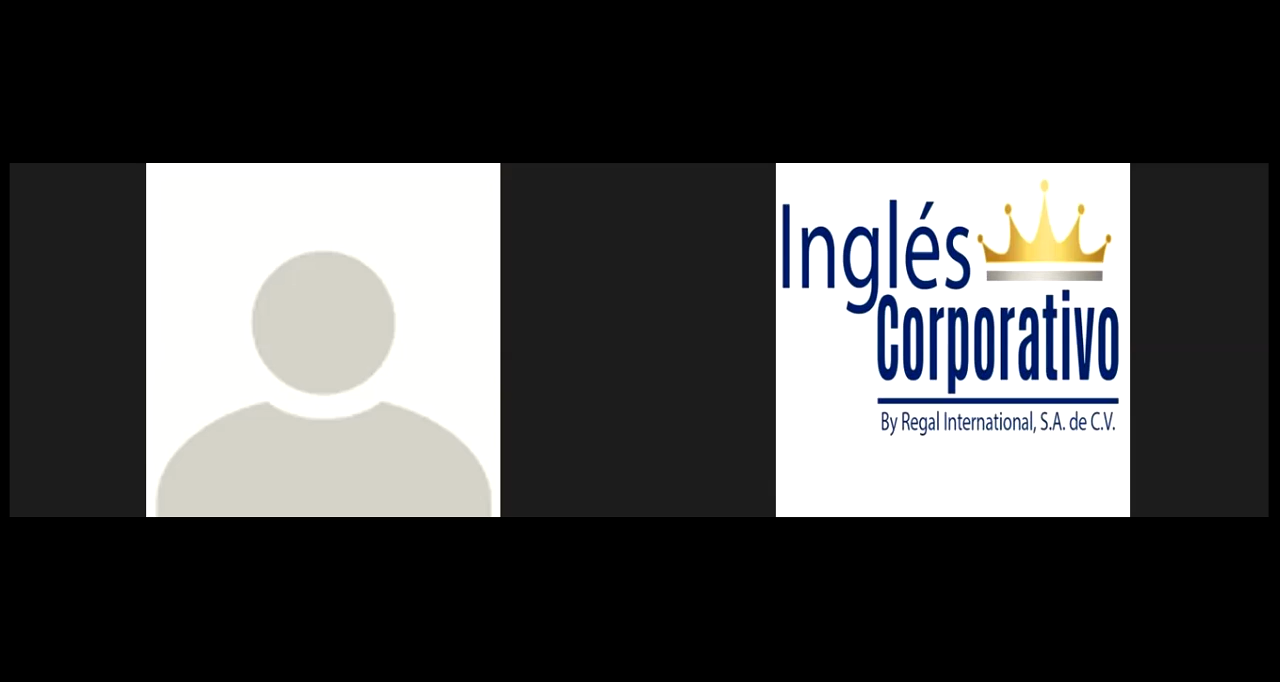 Inglés
Corporativo
By Regal International, S.A. de C.V.